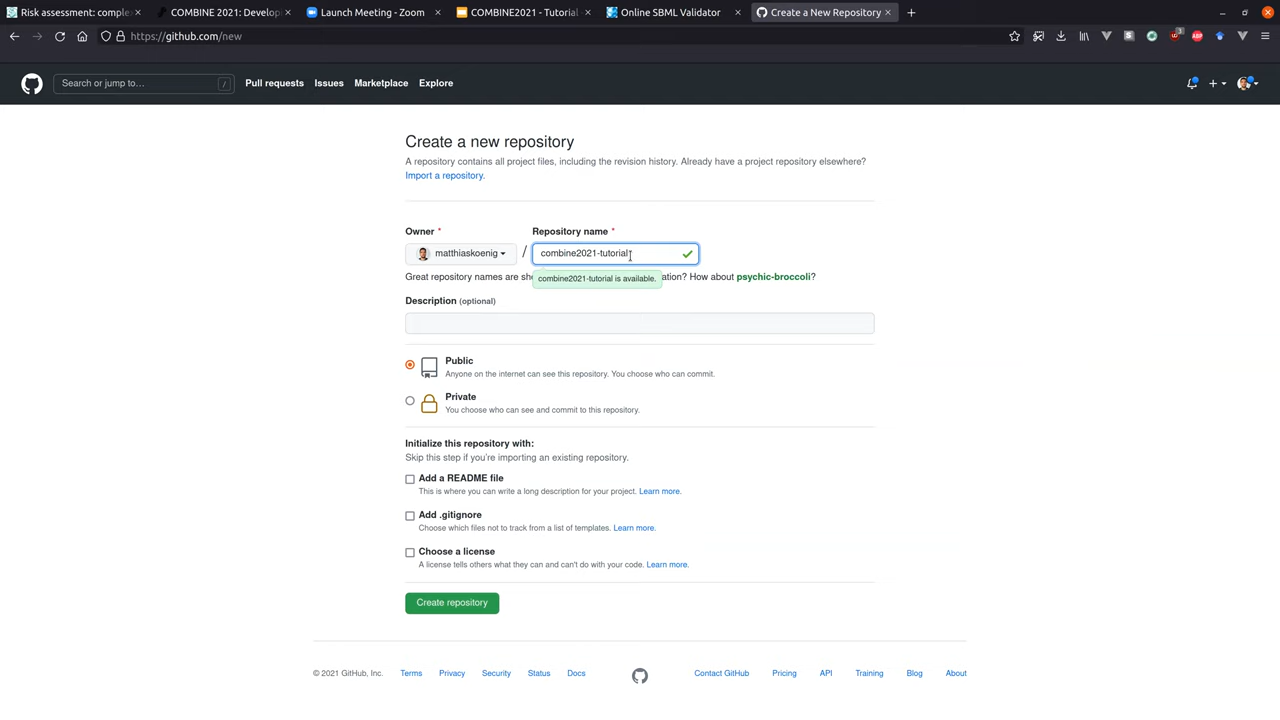 Risk assessment: comple
COMBINE 2021: Develop
Launch Meeting - Zoom
COMBINE2021 - Tutorial
Online SBML Validator
Create a New Repository
https://github.com/new
3
ABP
Search or jump to…
/
Pull requests
Issues
Marketplace
Explore
Create a new repository
A repository contains all project files, including the revision history. Already have a project repository elsewhere?
Import a repository.
Owner *
Repository name *
matthiaskoenig
/
combine2021-tutorial
Great repository names are sh
ation? How about psychic-broccoli?
combine2021-tutorial is available.
Description (optional)
Public
Anyone on the internet can see this repository. You choose who can commit.
Private
You choose who can see and commit to this repository.
Initialize this repository with:
Skip this step if you're importing an existing repository.
Add a README file
This is where you can write a long description for your project. Learn more.
Add .gitignore
Choose which files not to track from a list of templates. Learn more.
Choose a license
A license tells others what they can and can't do with your code. Learn more.
Create repository
© 2021 GitHub, Inc.
Terms
Privacy
Security
Status
Docs
Contact GitHub
Pricing
API
Training
Blog
About